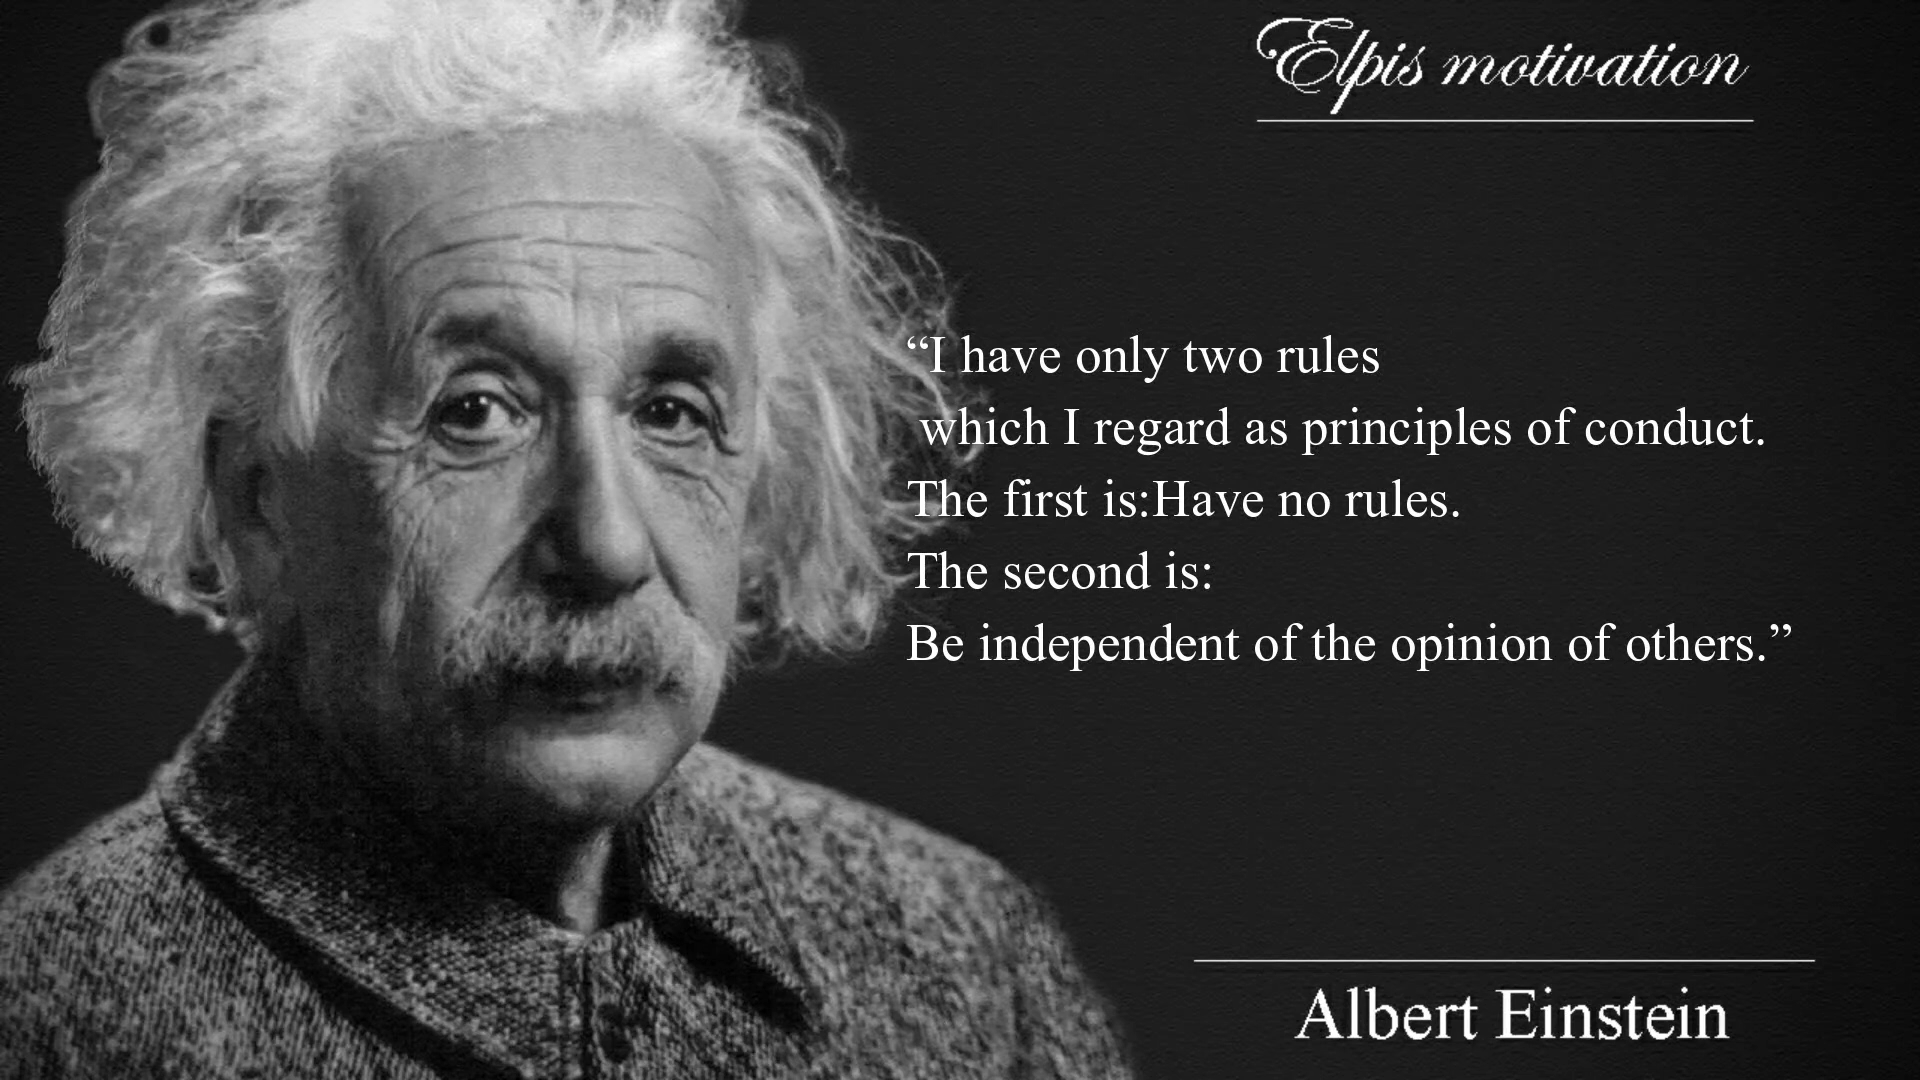 Elpis motivation
“I have only two rules
which I regard as principles of conduct.
The first is:Have no rules.
The second is:
Be independent of the opinion of others.”
Albert Einstein